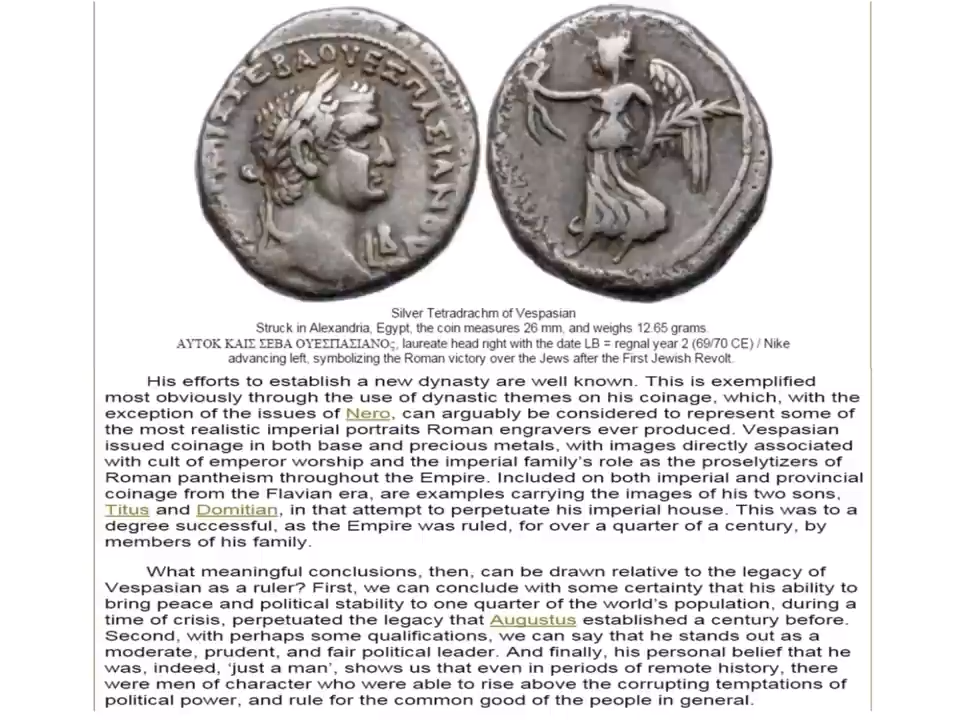 ΠΙΣΥΕΒΑΟΥΕΣΠΑΣΙΑΝΟΥ
LB
Silver Tetradrachm of Vespasian
Struck in Alexandria, Egypt, the coin measures 26 mm, and weighs 12.65 grams.
ΑΥΤΟΚ ΚΑΙΣ ΣΕΒΑ ΟΥΕΣΠΑΣΙΑΝΟς, laureate head right with the date LB = regnal year 2 (69/70 CE) / Nike
advancing left, symbolizing the Roman victory over the Jews after the First Jewish Revolt.
His efforts to establish a new dynasty are well known. This is exemplified
most obviously through the use of dynastic themes on his coinage, which, with the
exception of the issues of Nero, can arguably be considered to represent some of
the most realistic imperial portraits Roman engravers ever produced. Vespasian
issued coinage in both base and precious metals, with images directly associated
with cult of emperor worship and the imperial family's role as the proselytizers of
Roman pantheism throughout the Empire. Included on both imperial and provincial
coinage from the Flavian era, are examples carrying the images of his two sons,
Titus and Domitian, in that attempt to perpetuate his imperial house. This was to a
degree successful, as the Empire was ruled, for over a quarter of a century, by
members of his family.
What meaningful conclusions, then, can be drawn relative to the legacy of
Vespasian as a ruler? First, we can conclude with some certainty that his ability to
bring peace and political stability to one quarter of the world's population, during a
time of crisis, perpetuated the legacy that Augustus established a century before.
Second, with perhaps some qualifications, we can say that he stands out as a
moderate, prudent, and fair political leader. And finally, his personal belief that he
was, indeed, 'just a man', shows us that even in periods of remote history, there
were men of character who were able to rise above the corrupting temptations of
political power, and rule for the common good of the people in general.